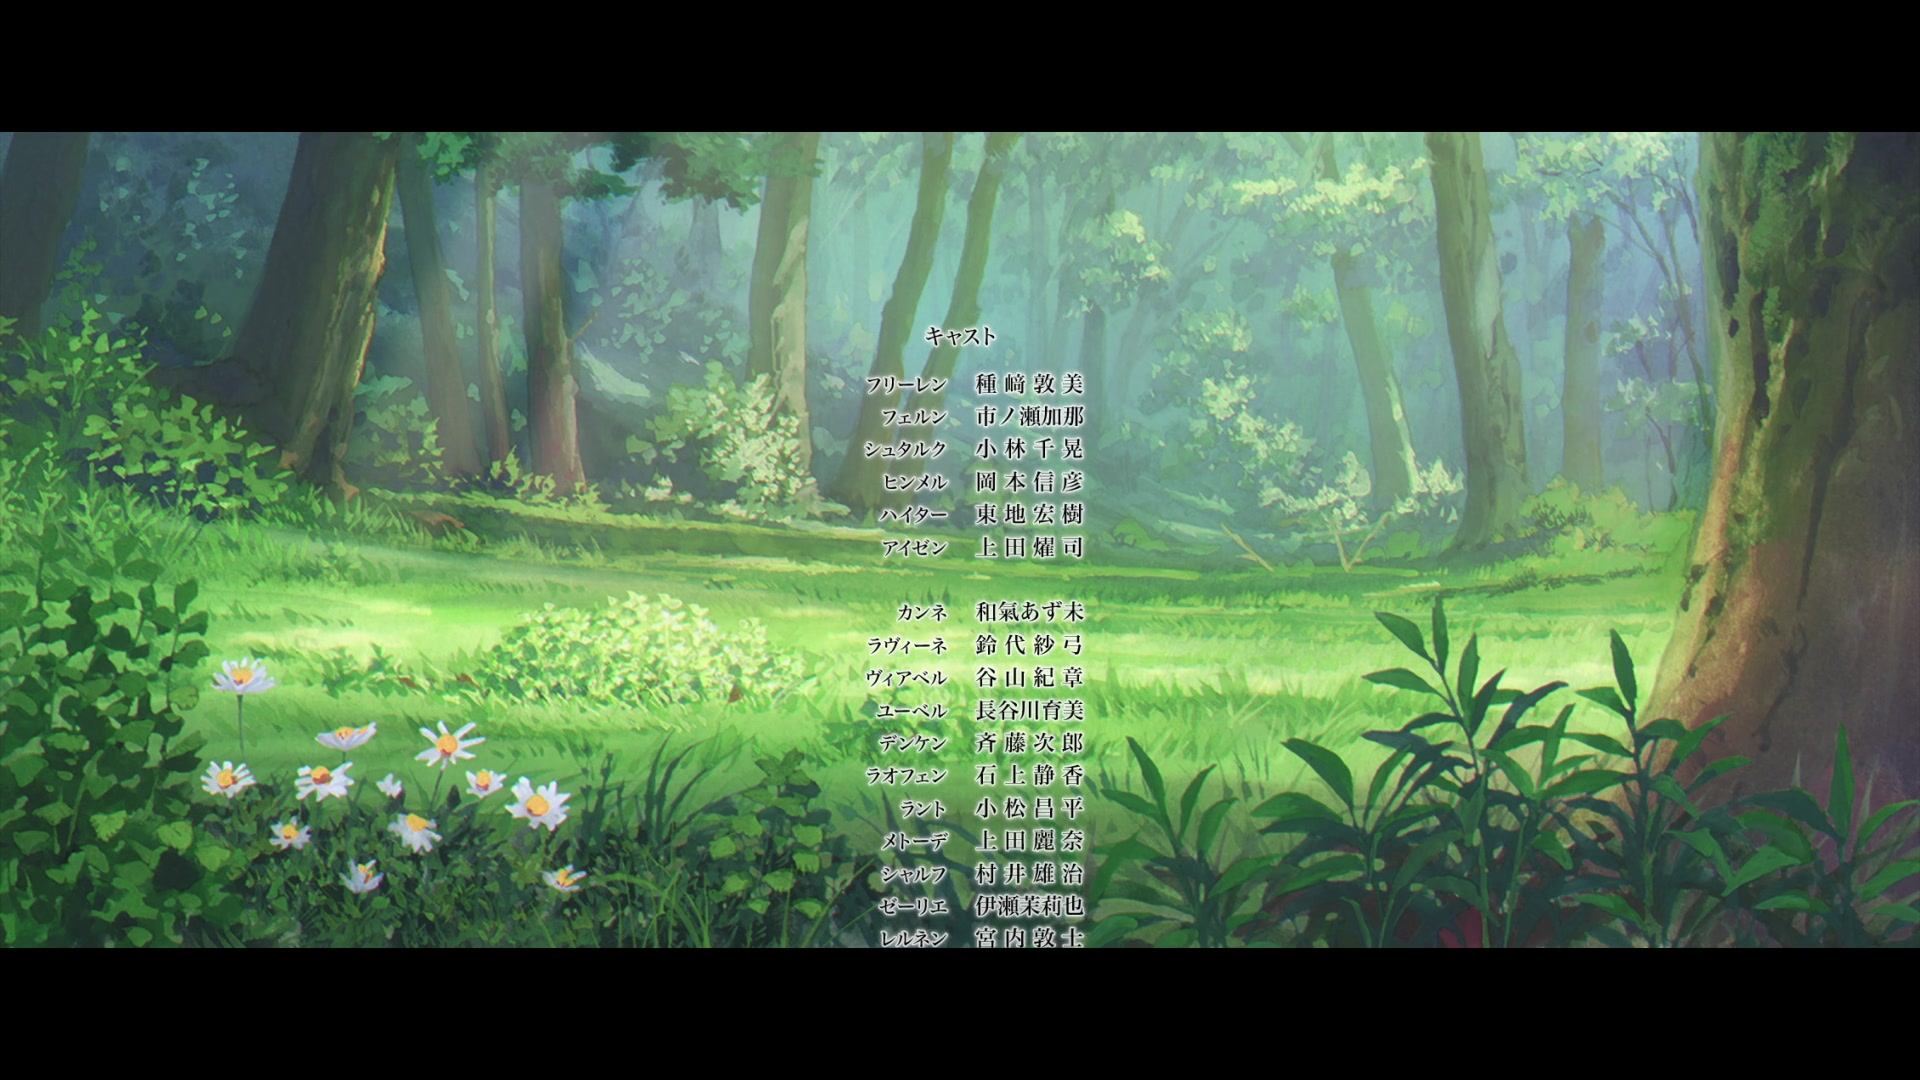 キャスト
フリーレン 種﨑敦美
フェルン 市ノ瀬加那
シュタルク 小林千晃
ヒンメル 岡本信彦
ハイター 東地宏樹
アイゼン 上田燿司
カンネ 和氣あず未
ラヴィーネ 鈴代紗弓
ヴィアベル 谷山紀章
ユーベル 長谷川育美
デンケン 斉藤次郎
ラオフェン 石上静香
ラント 小松昌平
メトーデ 上田麗奈
シャルフ 村井雄治
ゼーリエ 伊瀬茉莉也
レルネン 宮内敦士